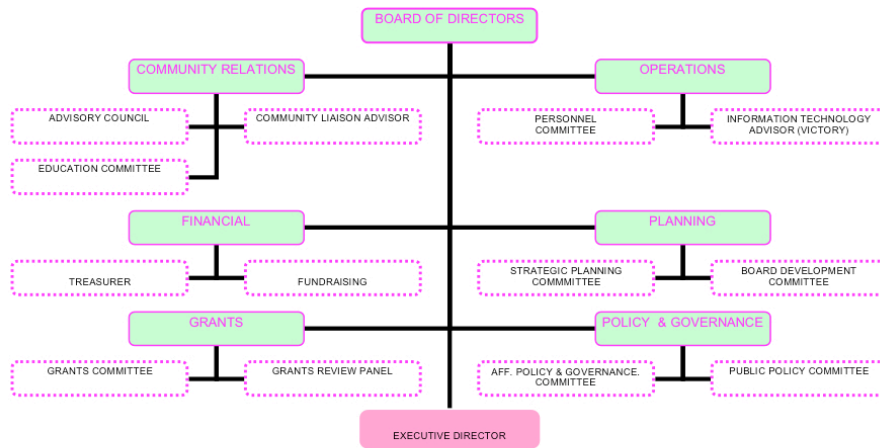 BOARD OF DIRECTORS
COMMUNITY RELATIONS
OPERATIONS
ADVISORY COUNCIL
COMMUNITY LIAISON ADVISOR
PERSONNEL
COMMITTEE
INFORMATION TECHNOLOGY
ADVISOR (VICTORY)
EDUCATION COMMITTEE
FINANCIAL
PLANNING
TREASURER
FUNDRAISING
STRATEGIC PLANNING
COMMMITTEE
BOARD DEVELOPMENT
COMMITTEE
GRANTS
POLICY & GOVERNANCE
GRANTS COMMITTEE
GRANTS REVIEW PANEL
AFF. POLICY & GOVERNANCE.
COMMITTEE
PUBLIC POLICY COMMITTEE
EXECUTIVE DIRECTOR